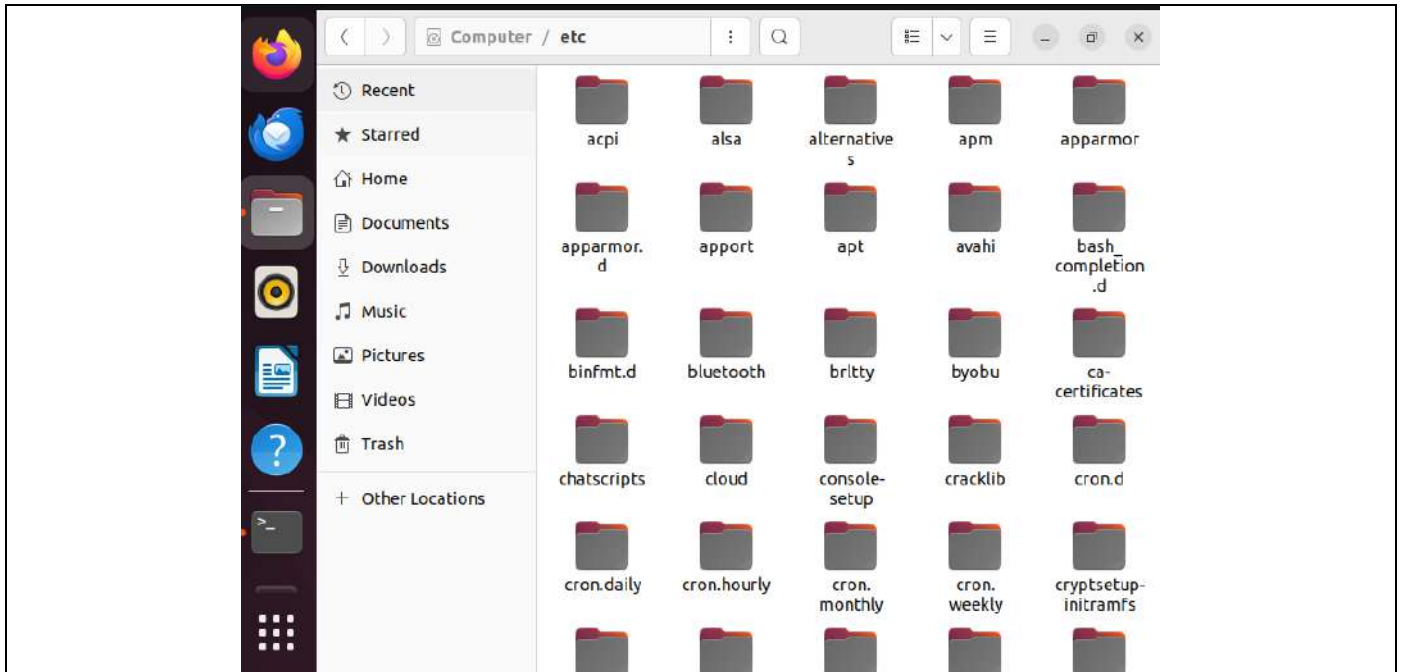 Computer / etc
Recent
Starred
Home
Documents
Downloads
Music
Pictures
Videos
Trash
+ Other Locations
acpi
alsa
alternative
s
apm
apparmor
apparmor.
d
apport
apt
avahi
bash_
completion
.d
binfmt.d
bluetooth
brltty
byobu
ca-
certificates
chatscripts
cloud
console-
setup
cracklib
cron.d
cron.daily
cron.hourly
cron.
monthly
cron.
weekly
cryptsetup-
initramfs
?
>_